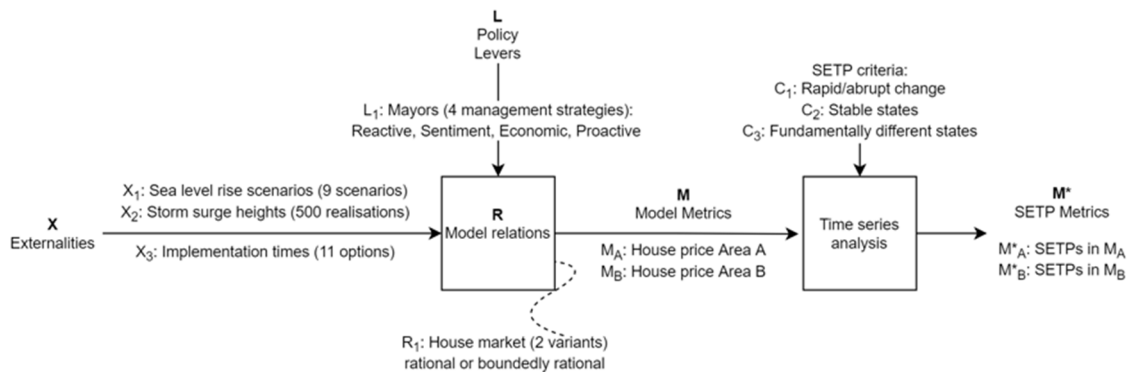 L
Policy
Levers
L1: Mayors (4 management strategies):
Reactive, Sentiment, Economic, Proactive
SETP criteria:
C1: Rapid/abrupt change
C2: Stable states
C3: Fundamentally different states
X
Externalities
X1: Sea level rise scenarios (9 scenarios)
X2: Storm surge heights (500 realisations)
X3: Implementation times (11 options)
R
Model relations
M
Model Metrics
MA: House price Area A
MB: House price Area B
Time series
analysis
M*
SETP Metrics
M*A: SETPs in MA
M*B: SETPs in MB
R1: House market (2 variants)
rational or boundedly rational